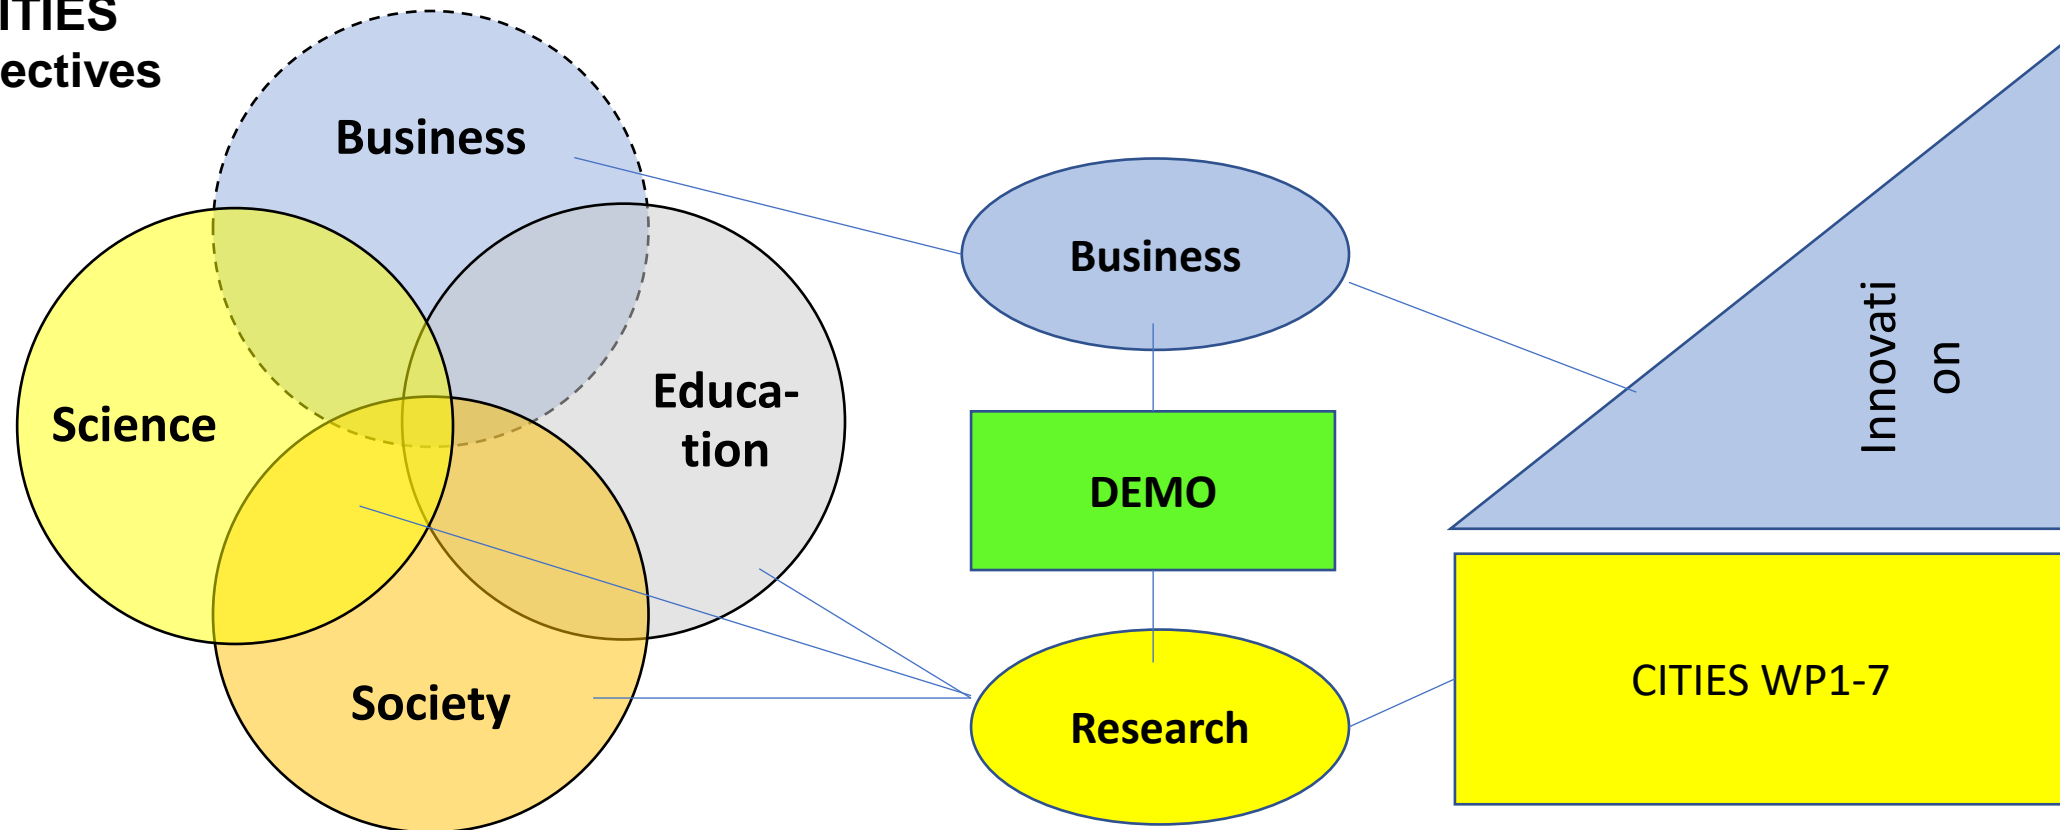 ITIES
ectives
Business
Science
Educa-
tion
Society
Business
DEMO
Research
Innovati
on
CITIES WP1-7